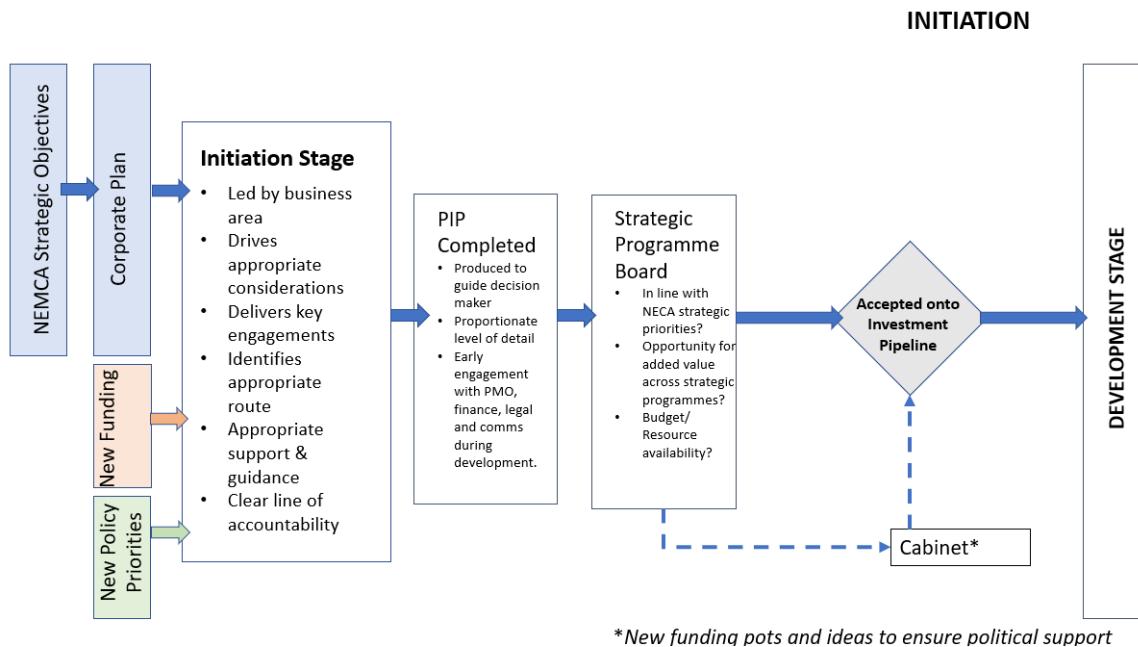 INITIATION
NEMCA Strategic Objectives
Corporate Plan
New Funding
New Policy
Priorities
Initiation Stage
• Led by business
area
• Drives
appropriate
considerations
• Delivers key
engagements
• Identifies
appropriate
route
• Appropriate
support &
guidance
• Clear line of
accountability
PIP
Completed
• Produced to
guide decision
maker
• Proportionate
level of detail
• Early
engagement
with PMO,
finance, legal
and comms
during
development.
Strategic
Programme
Board
• In line with
NECA strategic
priorities?
• Opportunity for
added value
across strategic
programmes?
• Budget/
Resource
availability?
Accepted onto
Investment
Pipeline
Cabinet*
DEVELOPMENT STAGE
*New funding pots and ideas to ensure political support